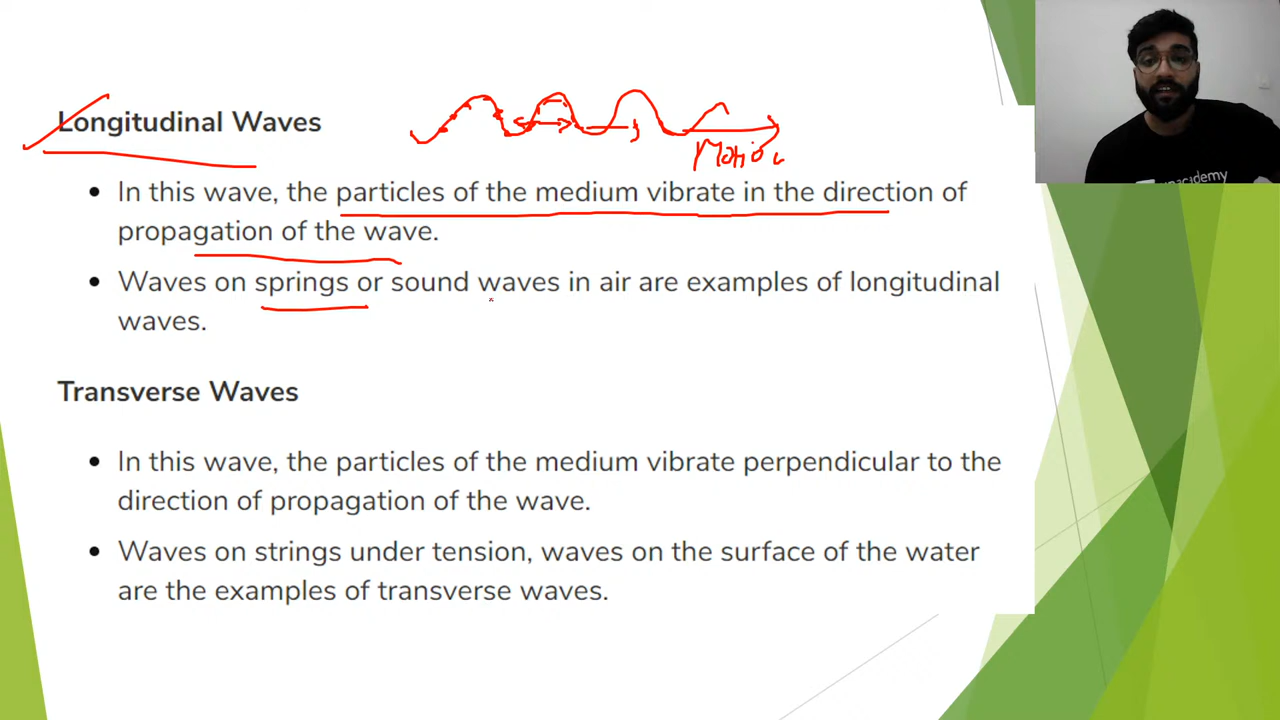 Longitudinal Waves
Motion
• In this wave, the particles of the medium vibrate in the direction of
propagation of the wave.
• Waves on springs or sound waves in air are examples of longitudinal
waves.
Transverse Waves
• In this wave, the particles of the medium vibrate perpendicular to the
direction of propagation of the wave.
• Waves on strings under tension, waves on the surface of the water
are the examples of transverse waves.